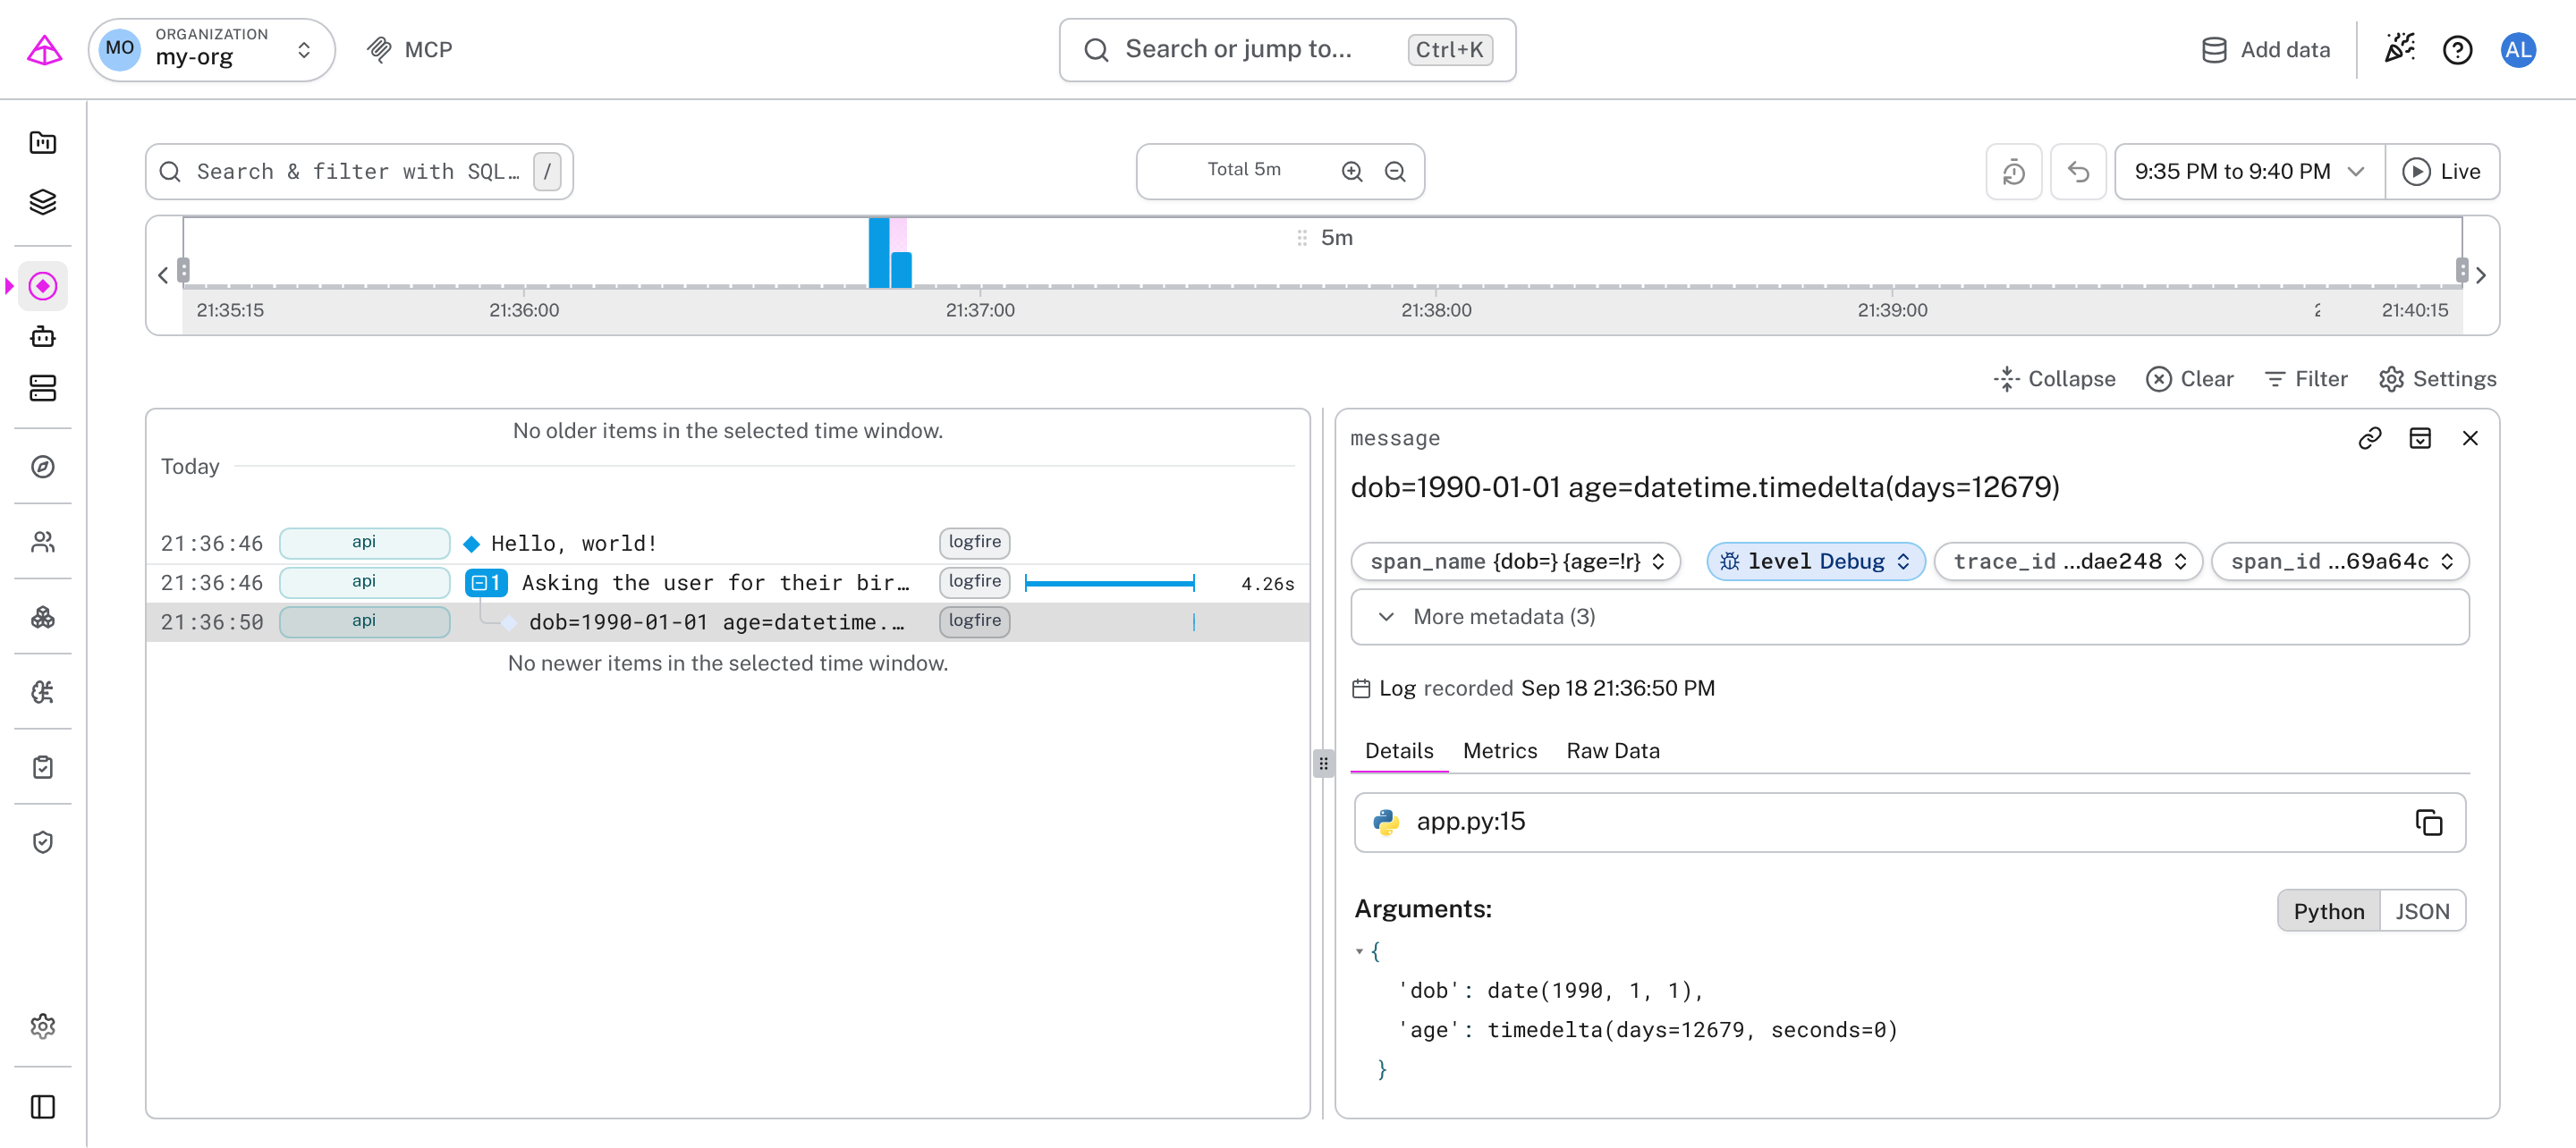 MO
ORGANIZATION
my-org
MCP
Search or jump to...
Ctrl+K
Add data
AL
Search & filter with SQL…
/
Total 5m
9:35 PM to 9:40 PM
Live
5m
21:35:15
21:36:00
21:37:00
21:38:00
21:39:00
21:40:15
Collapse
Clear
Filter
Settings
No older items in the selected time window.
Today
21:36:46 api Hello, world! logfire
21:36:46 api 1 Asking the user for their bir… logfire 4.26s
21:36:50 api dob=1990-01-01 age=datetime.… logfire
No newer items in the selected time window.
message
dob=1990-01-01 age=datetime.timedelta(days=12679)
span_name {dob=} {age=!r} level Debug trace_id ...dae248 span_id ...69a64c
More metadata (3)
Log recorded Sep 18 21:36:50 PM
Details Metrics Raw Data
app.py:15
Arguments:
Python JSON
{
'dob': date(1990, 1, 1),
'age': timedelta(days=12679, seconds=0)
}